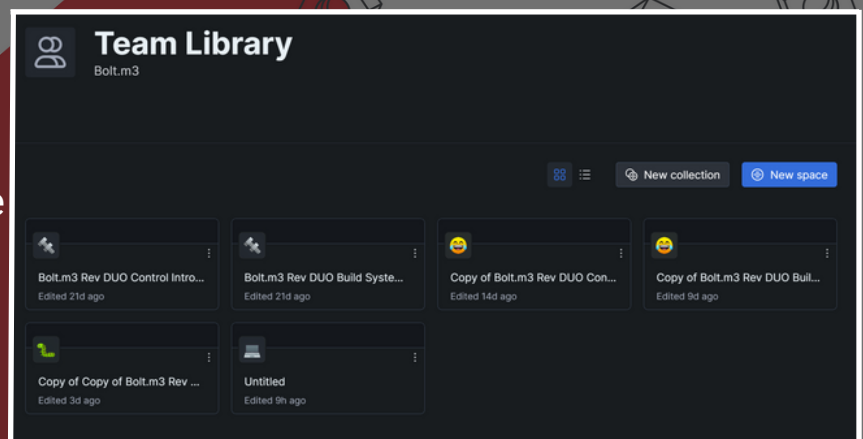 Team Library
Bolt.m3
New collection
New space
e
Bolt.m3 Rev DUO Control Intro...
Edited 21d ago
Bolt.m3 Rev DUO Build Syste...
Edited 21d ago
Copy of Bolt.m3 Rev DUO Con...
Edited 14d ago
Copy of Bolt.m3 Rev DUO Buil...
Edited 9d ago
Copy of Copy of Bolt.m3 Rev ...
Edited 3d ago
Untitled
Edited 9h ago